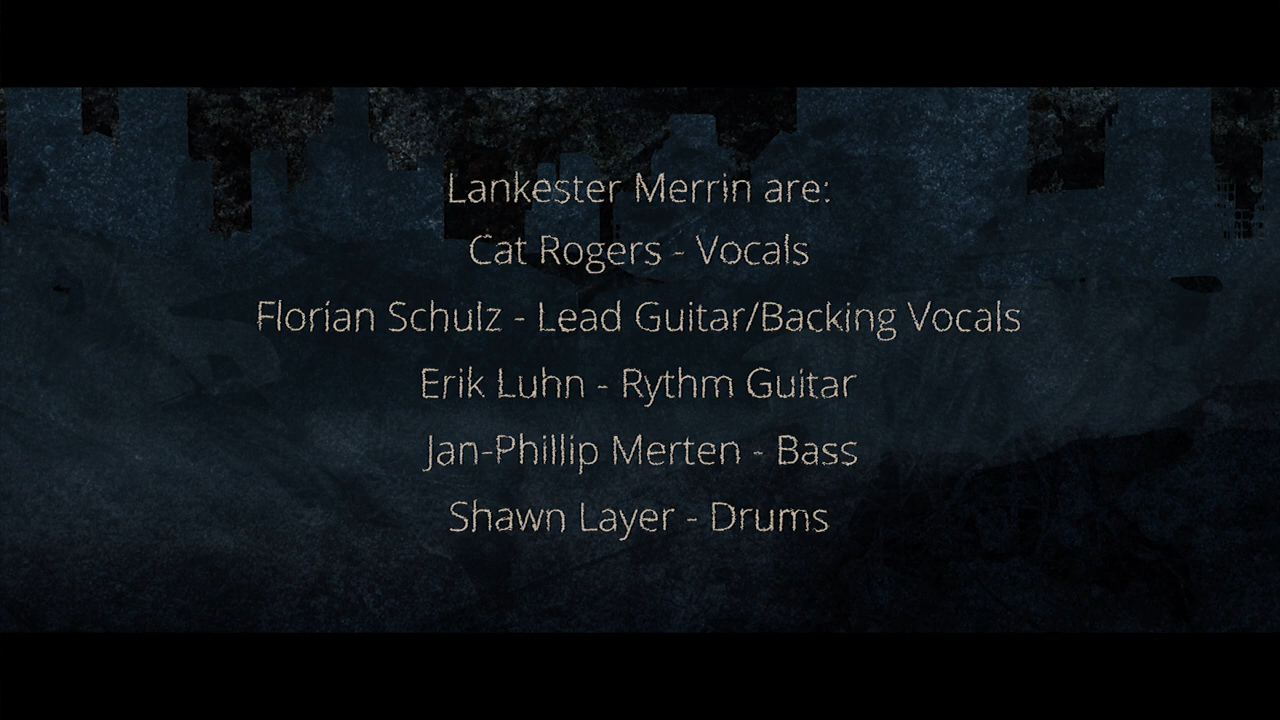 Lankester Merrin are:
Cat Rogers - Vocals
Florian Schulz - Lead Guitar/Backing Vocals
Erik Luhn - Rythm Guitar
Jan-Phillip Merten - Bass
Shawn Layer - Drums